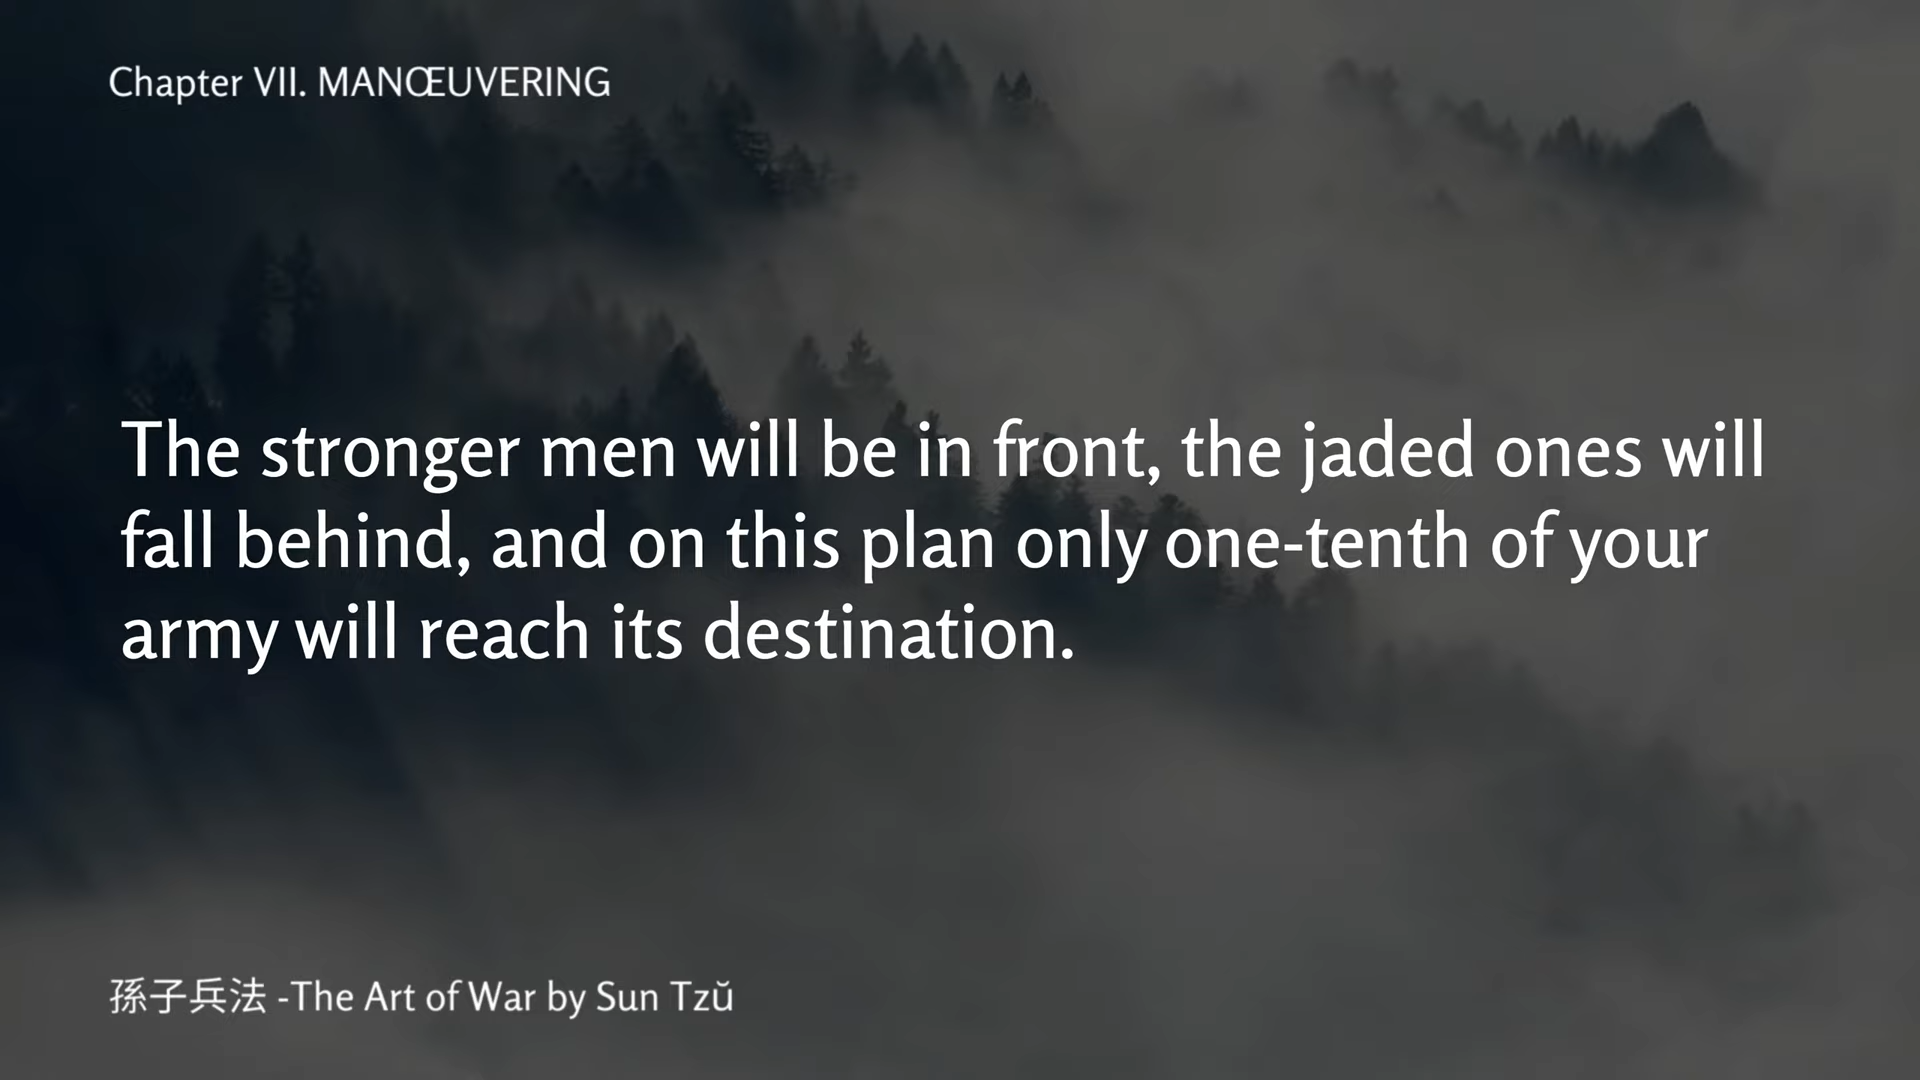 Chapter VII. MANŒUVERING
The stronger men will be in front, the jaded ones will
fall behind, and on this plan only one-tenth of your
army will reach its destination.
孫子兵法 -The Art of War by Sun Tzŭ